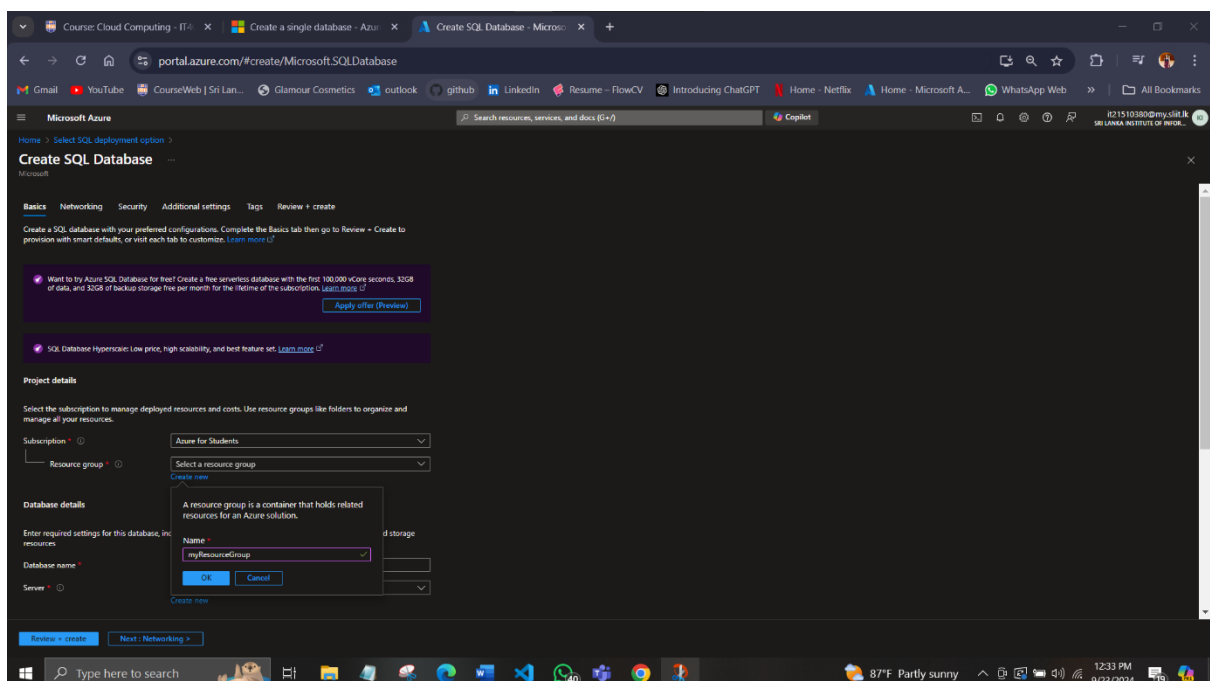 Course: Cloud Computing - IT4
Create a single database - Azur
Create SQL Database - Microso
portal.azure.com/#create/Microsoft.SQLDatabase
Gmail
YouTube
CourseWeb | Sri Lan...
Glamour Cosmetics
outlook
github
LinkedIn
Resume – FlowCV
Introducing ChatGPT
Home - Netflix
Home - Microsoft A...
WhatsApp Web
»
All Bookmarks
Microsoft Azure
Search resources, services, and docs (G+/)
Copilot
it21510380@my.sliit.lk
SRI LANKA INSTITUTE OF INFOR...
KI
Home > Select SQL deployment option >
Create SQL Database ...
Microsoft
Basics
Networking
Security
Additional settings
Tags
Review + create
Create a SQL database with your preferred configurations. Complete the Basics tab then go to Review + Create to
provision with smart defaults, or visit each tab to customize. Learn more
Want to try Azure SQL Database for free? Create a free serverless database with the first 100,000 vCore seconds, 32GB
of data, and 32GB of backup storage free per month for the lifetime of the subscription. Learn more
Apply offer (Preview)
SQL Database Hyperscale: Low price, high scalability, and best feature set. Learn more
Project details
Select the subscription to manage deployed resources and costs. Use resource groups like folders to organize and
manage all your resources.
Subscription *
Azure for Students
Resource group *
Select a resource group
Create new
A resource group is a container that holds related
resources for an Azure solution.
Name *
myResourceGroup
OK
Cancel
Database details
Enter required settings for this database, inc
d storage
resources
Database name *
Server *
Create new
Review + create
Next : Networking >
Type here to search
40
87°F Partly sunny
12:33 PM
9/23/2024
19